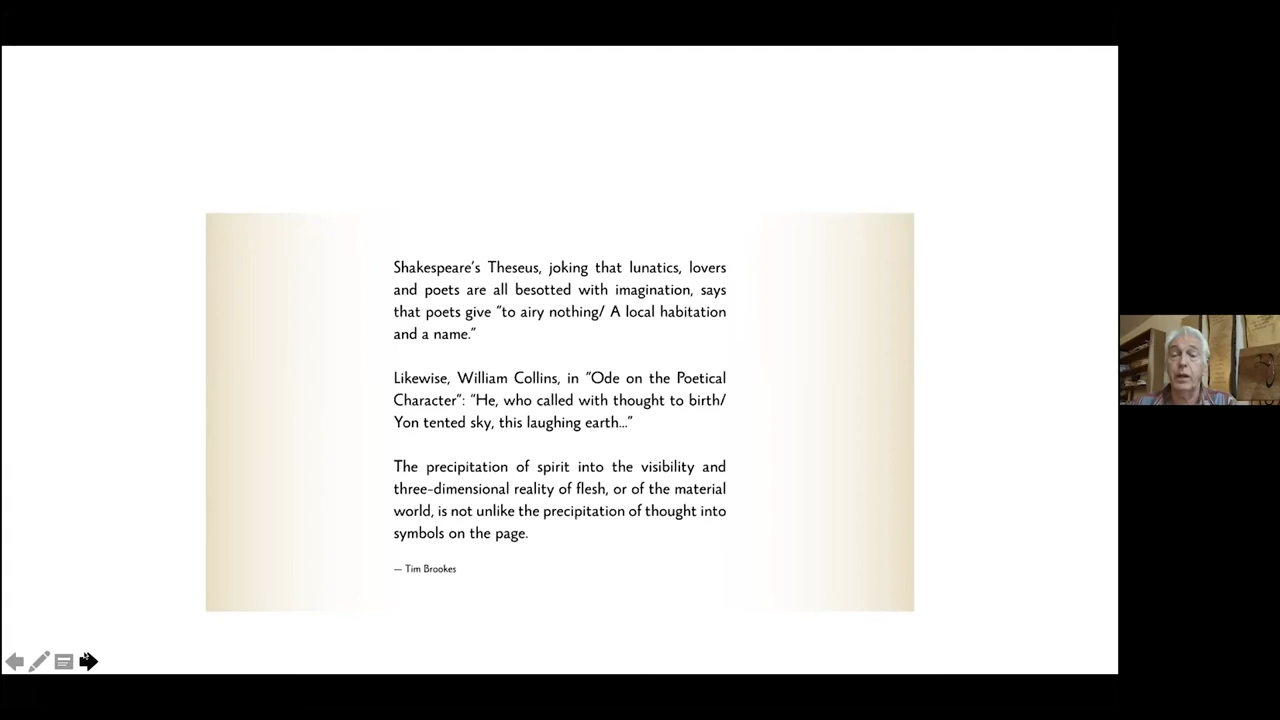 Shakespeare’s Theseus, joking that lunatics, lovers
and poets are all besotted with imagination, says
that poets give “to airy nothing/ A local habitation
and a name.”
Likewise, William Collins, in “Ode on the Poetical
Character”: “He, who called with thought to birth/
Yon tented sky, this laughing earth…”
The precipitation of spirit into the visibility and
three-dimensional reality of flesh, or of the material
world, is not unlike the precipitation of thought into
symbols on the page.
— Tim Brookes